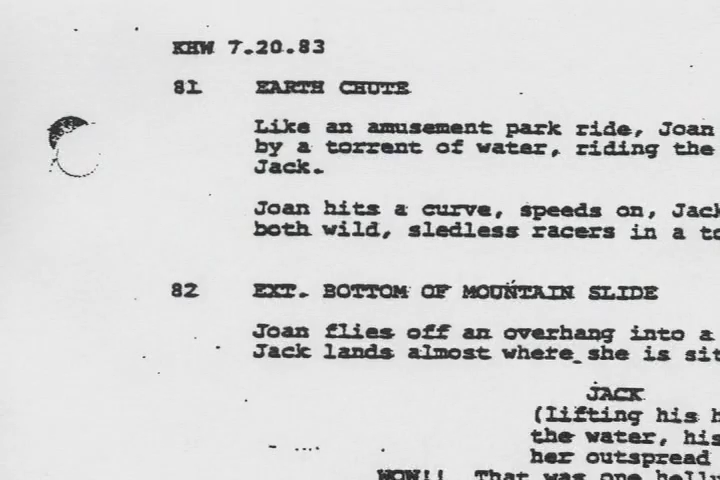 KHW 7.20.83
81 EARTH CHUTE
Like an amusement park ride, Joan
by a torrent of water, riding the
Jack.
Joan hits a curve, speeds on, Jack
both wild, sledless racers in a to
82 EXT. BOTTOM OF MOUNTAIN SLIDE
Joan flies off an overhang into a
Jack lands almost where she is sit
JACK
(lifting his h
the water, his
her outspread
WOW!! That was one hell